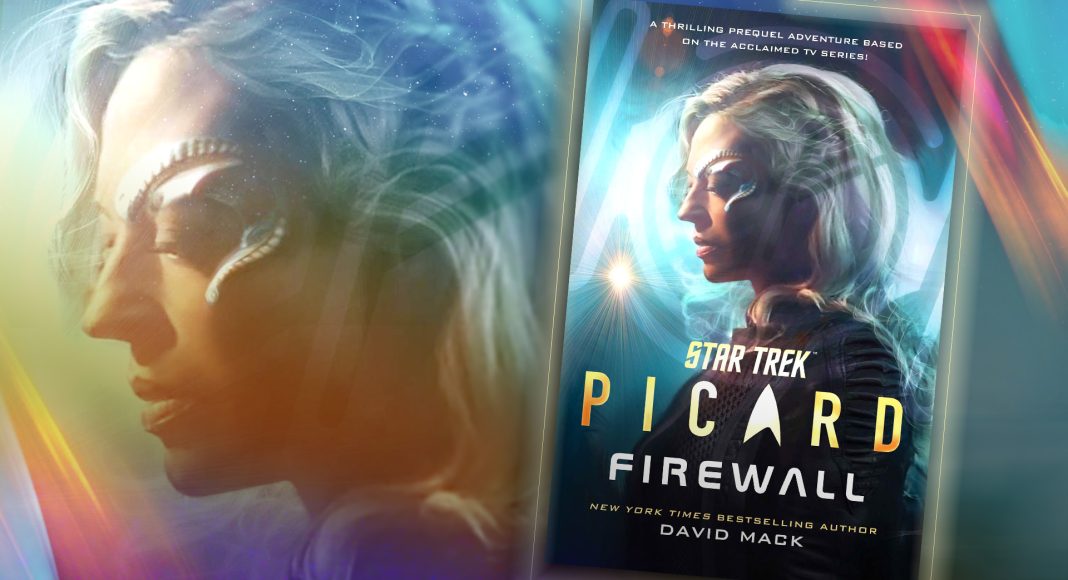 A THRILLING PREQUEL ADVENTURE BASED
ON THE ACCLAIMED TV SERIES!
STAR TREK™
PICARD
FIREWALL
NEW YORK TIMES BESTSELLING AUTHOR
DAVID MACK